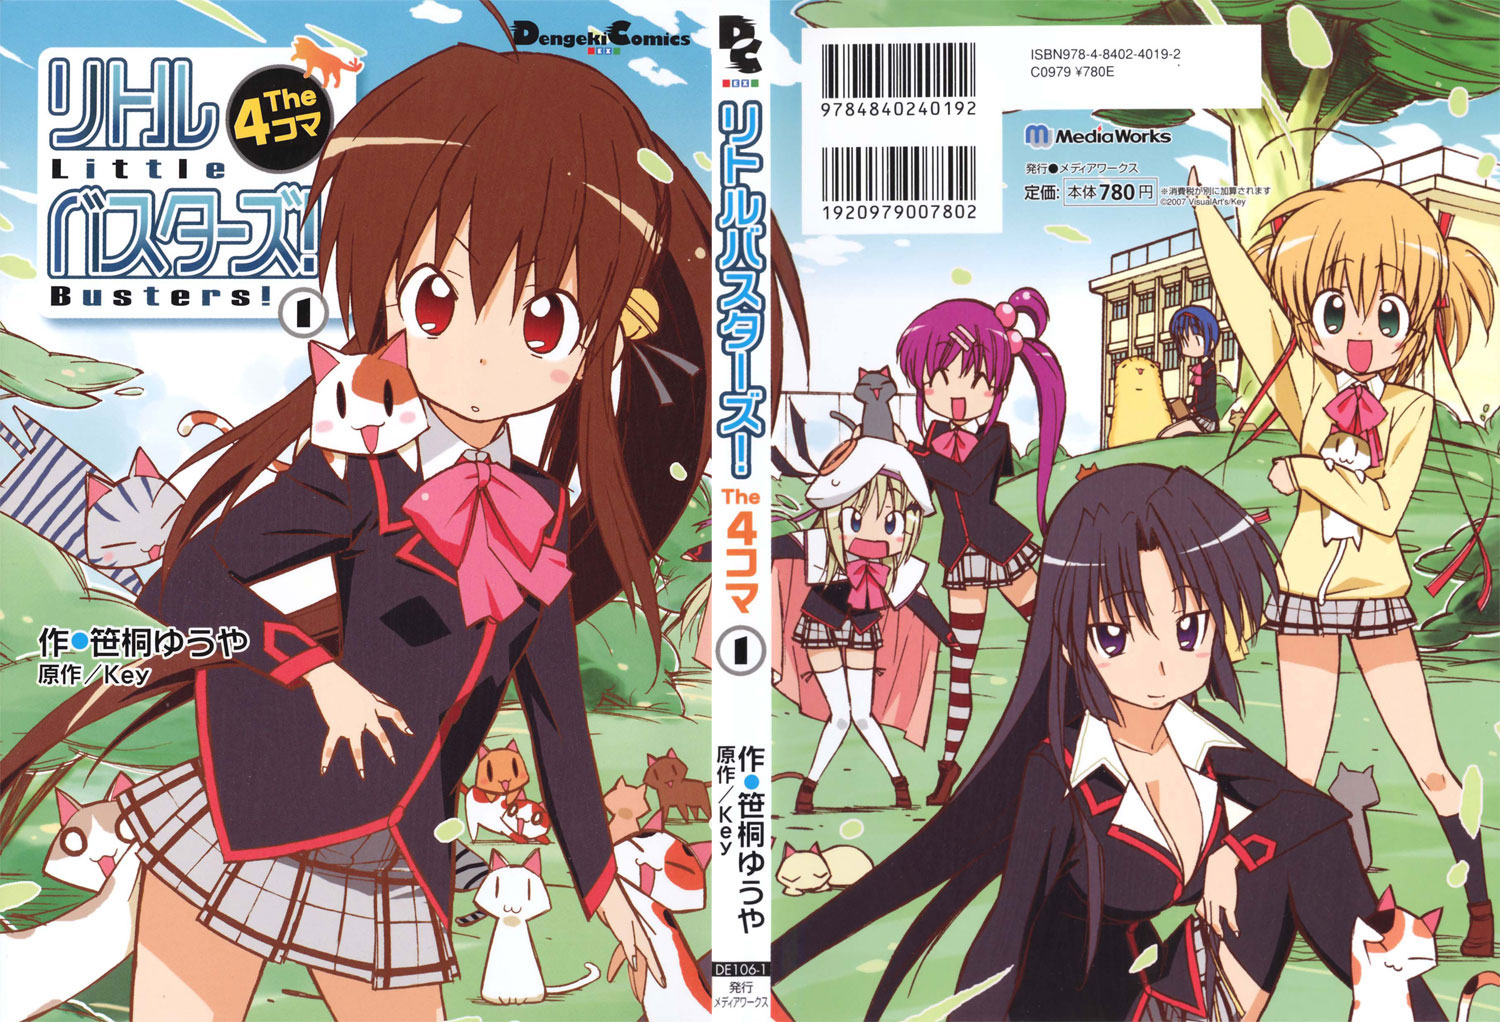 Dengeki Comics
EX
リトル
Little
バスターズ!
Busters!
The
4コマ
1
作●笹桐ゆうや
原作/Key
DC
EX
リトルバスターズ! The 4コマ 1
作●笹桐ゆうや
原作/Key
DE106-1
発行
メディアワークス
9784840240192
1920979007802
ISBN978-4-8402-4019-2
C0979 ¥780E
MediaWorks
発行●メディアワークス
定価: 本体780円 ※消費税が別に加算されます
©2007 VisualArt's/Key